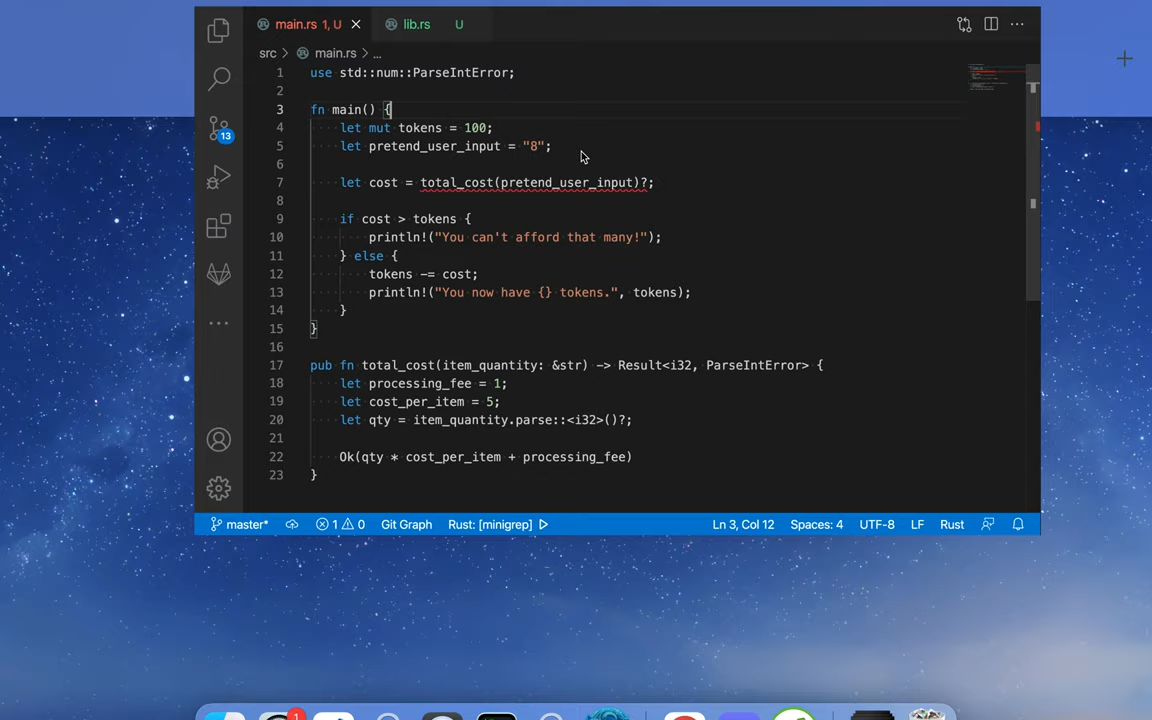 main.rs 1, U
lib.rs U
src > main.rs > ...
1 use std::num::ParseIntError;
2
3 fn main() {
4 let mut tokens = 100;
5 let pretend_user_input = "8";
6
7 let cost = total_cost(pretend_user_input)?;
8
9 if cost > tokens {
10 println!("You can't afford that many!");
11 } else {
12 tokens -= cost;
13 println!("You now have {} tokens.", tokens);
14 }
15 }
16
17 pub fn total_cost(item_quantity: &str) -> Result<i32, ParseIntError> {
18 let processing_fee = 1;
19 let cost_per_item = 5;
20 let qty = item_quantity.parse::<i32>()?;
21
22 Ok(qty * cost_per_item + processing_fee)
23 }
13
master* 1 0 Git Graph Rust: [minigrep] Ln 3, Col 12 Spaces: 4 UTF-8 LF Rust
1